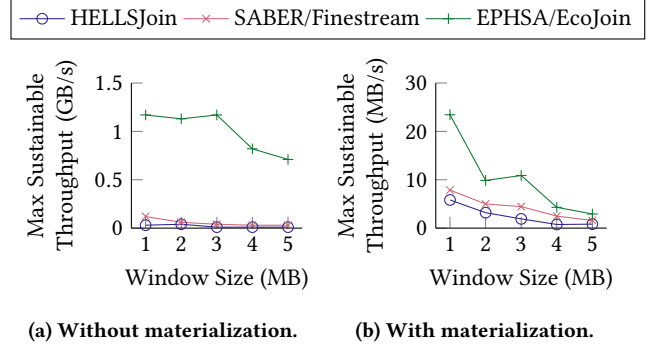 HELLSJoin SABER/Finestream EPHSA/EcoJoin
Max Sustainable
Throughput (GB/s)
1.5
1
0.5
0
1 2 3 4 5
Window Size (MB)
(a) Without materialization.
Max Sustainable
Throughput (MB/s)
30
20
10
0
1 2 3 4 5
Window Size (MB)
(b) With materialization.